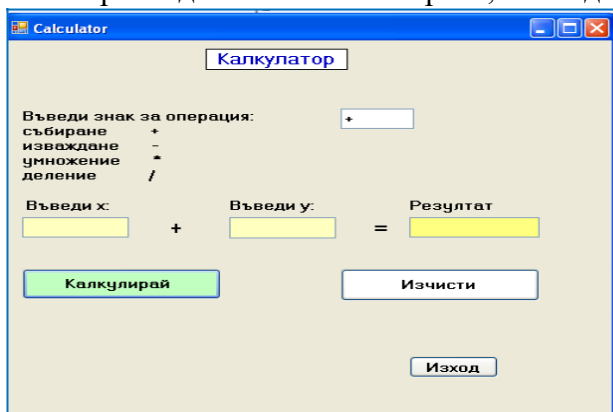 Calculator
Калкулатор
Въведи знак за операция: +
събиране +
изваждане -
умножение *
деление /
Въведи x: Въведи y: Резултат
+ =
Калкулирай Изчисти
Изход